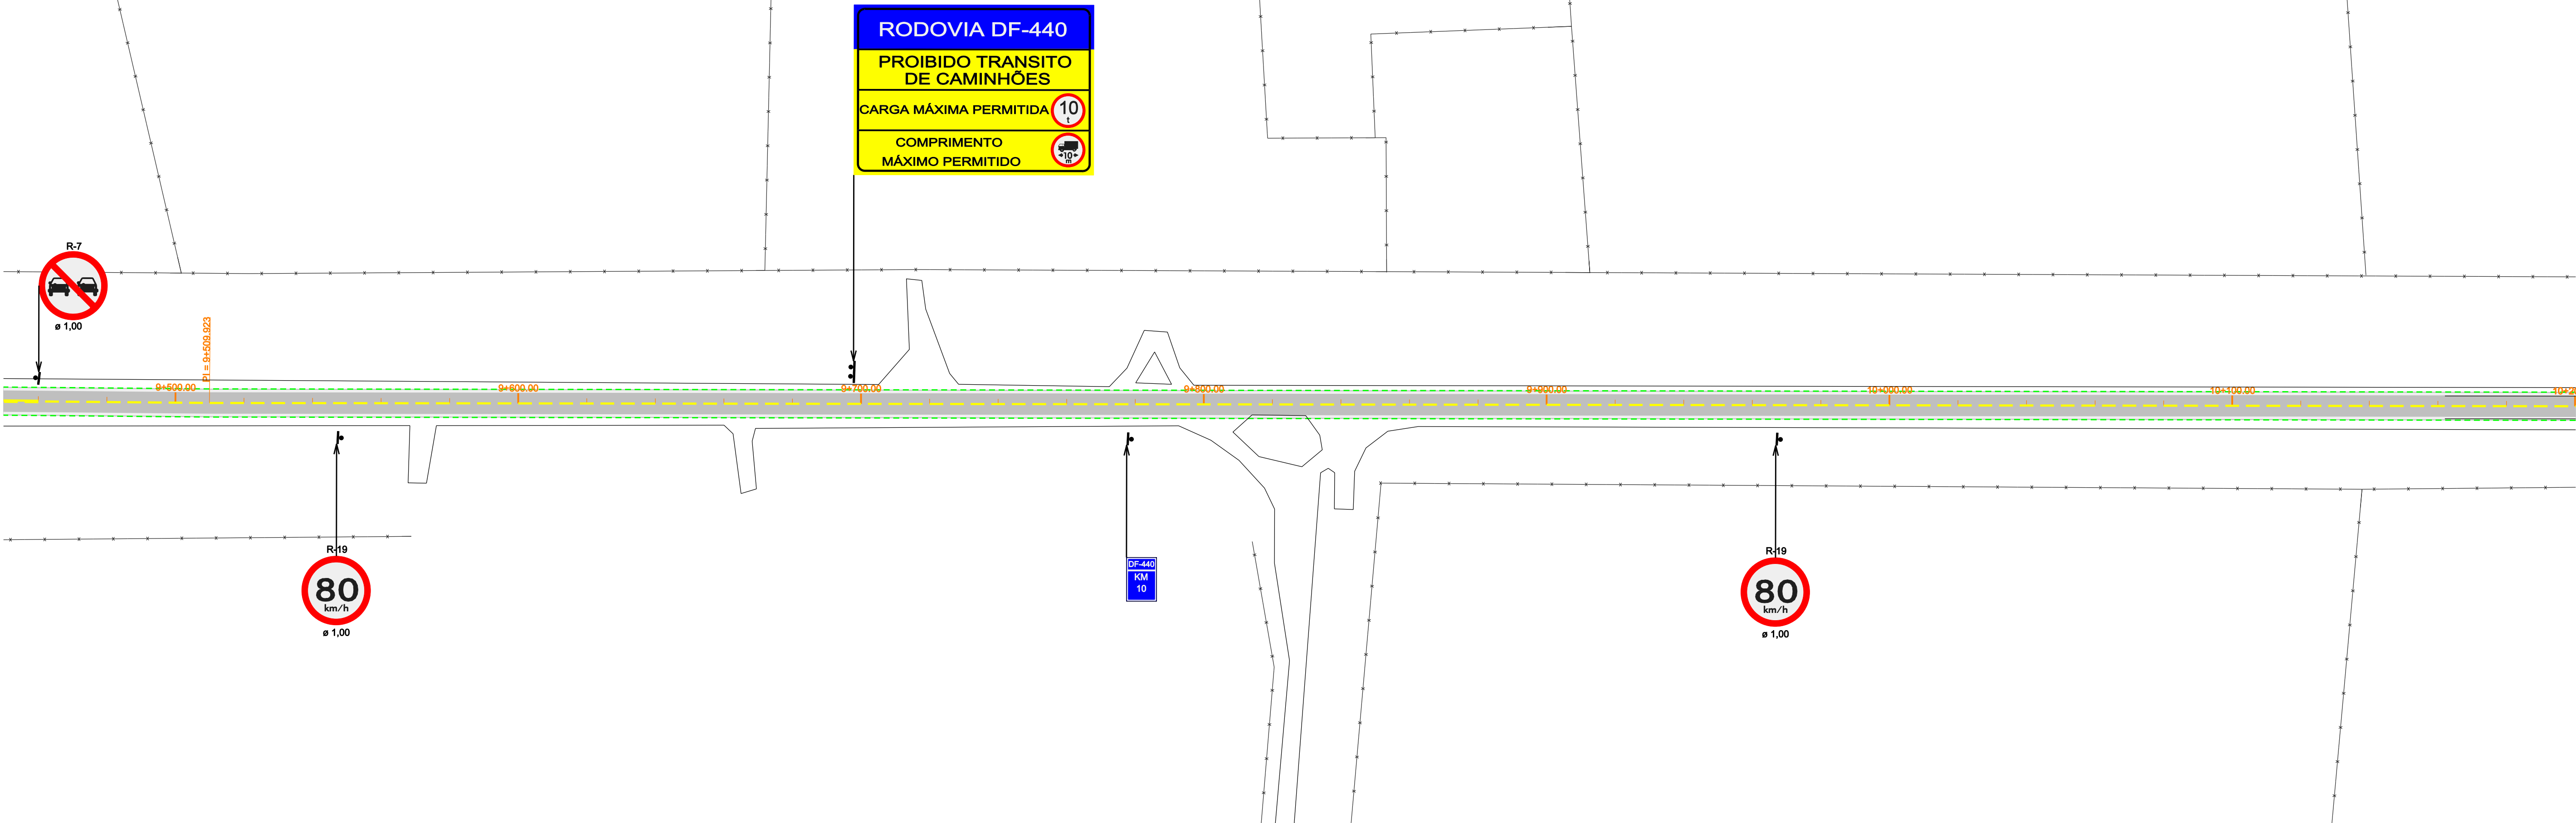 RODOVIA DF-440
PROIBIDO TRANSITO
DE CAMINHÕES
CARGA MÁXIMA PERMITIDA
10
t
COMPRIMENTO
MÁXIMO PERMITIDO
10
m
R-7
ø 1,00
PI = 9+509.923
9+500.00
9+600.00
9+700.00
9+800.00
9+900.00
10+000.00
10+100.00
R-19
80
km/h
ø 1,00
DF-440
KM
10
R-19
80
km/h
ø 1,00